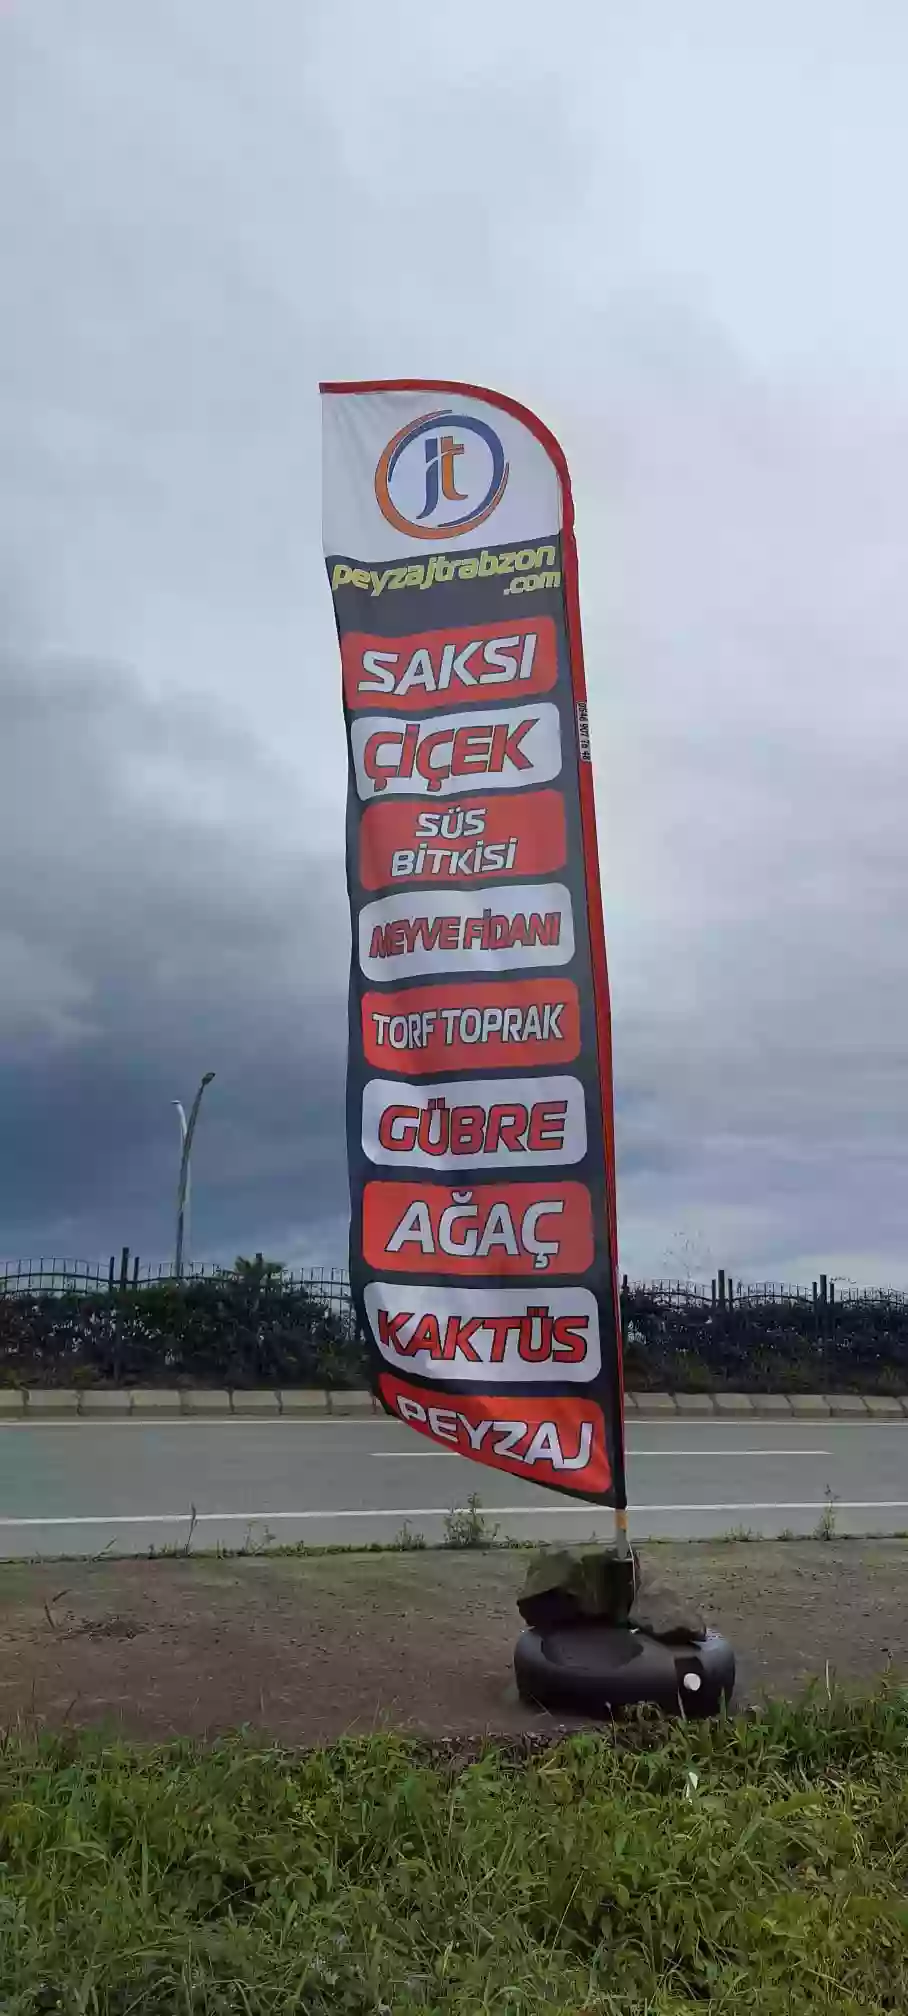 jt
peyzajtrabzon
.com
SAKSI
ÇİÇEK
SÜS
BİTKİSİ
MEYVE FİDANI
TORF TOPRAK
GÜBRE
AĞAÇ
KAKTÜS
PEYZAJ